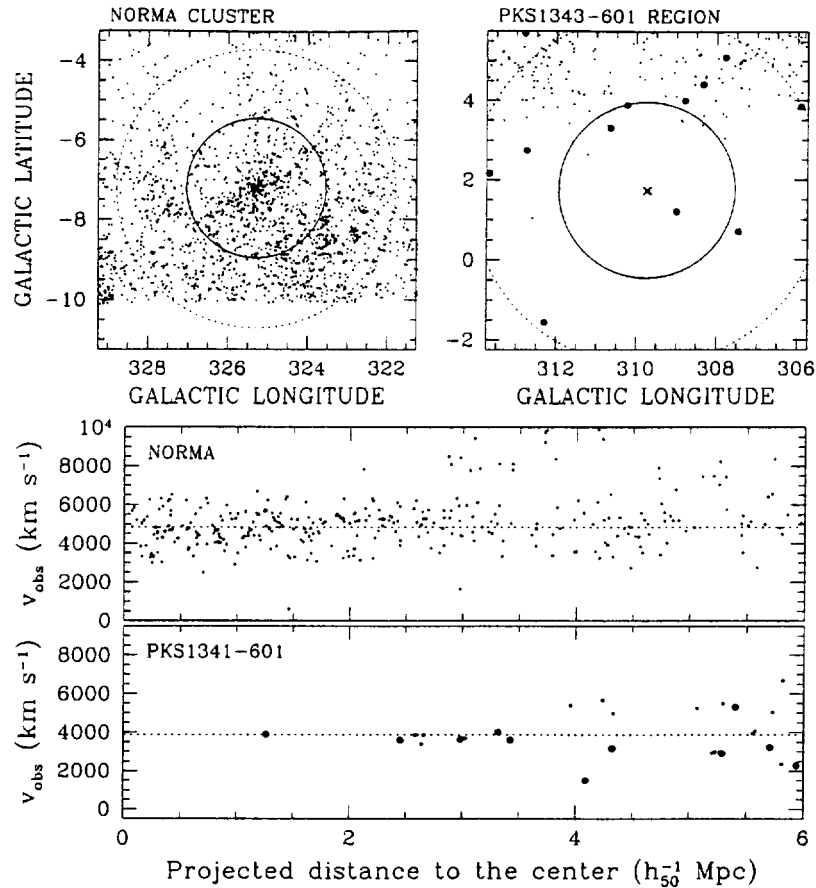 NORMA CLUSTER
PKS1343-601 REGION
GALACTIC LATITUDE
-4
-6
-8
-10
328 326 324 322
GALACTIC LONGITUDE
4
2
0
-2
312 310 308 306
GALACTIC LONGITUDE
v_obs (km s⁻¹)
10⁴
8000
6000
4000
2000
0
NORMA
v_obs (km s⁻¹)
8000
6000
4000
2000
0
PKS1341-601
0 2 4 6
Projected distance to the center (h₅₀⁻¹ Mpc)